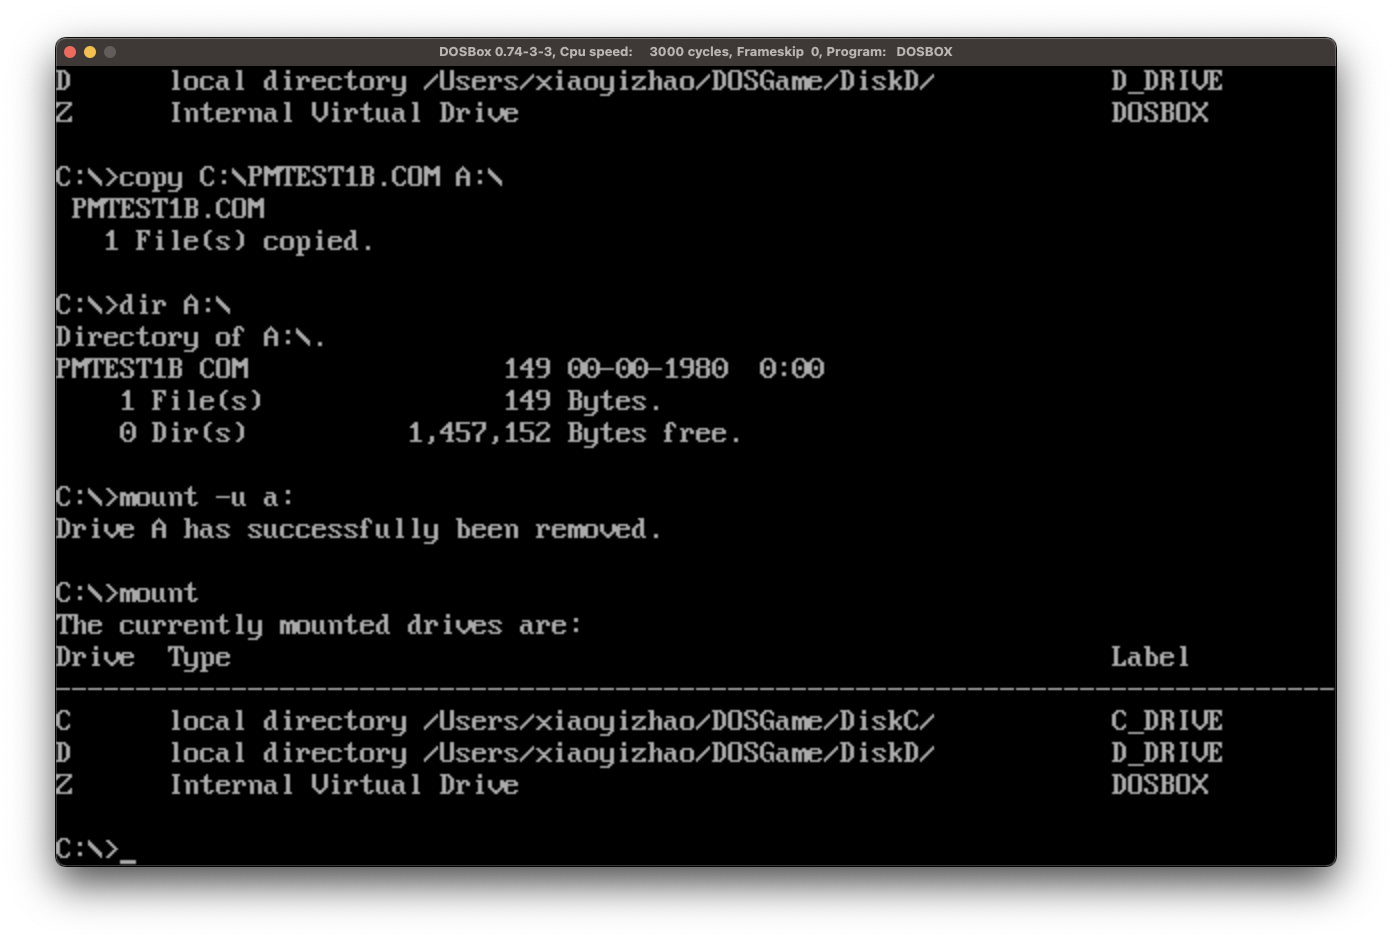 DOSBox 0.74-3-3, Cpu speed: 3000 cycles, Frameskip 0, Program: DOSBOX
D local directory /Users/xiaoyizhao/DOSGame/DiskD/ D_DRIVE
Z Internal Virtual Drive DOSBOX
C:\>copy C:\PMTEST1B.COM A:\
PMTEST1B.COM
1 File(s) copied.
C:\>dir A:\
Directory of A:\.
PMTEST1B COM 149 00-00-1980 0:00
1 File(s) 149 Bytes.
0 Dir(s) 1,457,152 Bytes free.
C:\>mount -u a:
Drive A has successfully been removed.
C:\>mount
The currently mounted drives are:
Drive Type Label
--------------------------------------------------------------------------------
C local directory /Users/xiaoyizhao/DOSGame/DiskC/ C_DRIVE
D local directory /Users/xiaoyizhao/DOSGame/DiskD/ D_DRIVE
Z Internal Virtual Drive DOSBOX
C:\>_